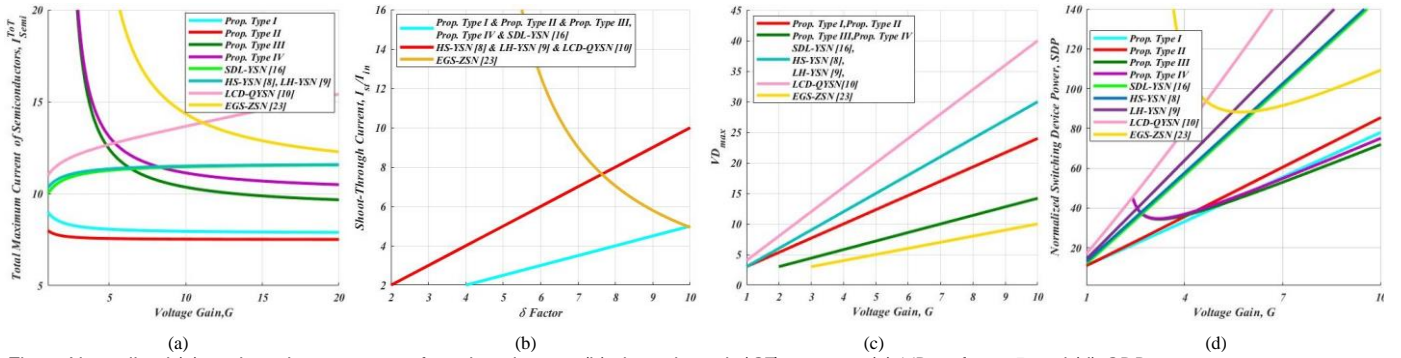 Total Maximum Current of Semiconductors, I_Semi^ToT
20
15
10
5
5
10
15
20
Voltage Gain,G
Prop. Type I
Prop. Type II
Prop. Type III
Prop. Type IV
SDL-YSN [16]
HS-YSN [8], LH-YSN [9]
LCD-QYSN [10]
EGS-ZSN [23]
(a)
Shoot-Through Current, I_st/I_in
16
14
12
10
8
6
4
2
2
3
4
5
6
7
8
9
10
δ Factor
Prop. Type I & Prop. Type II & Prop. Type III,
Prop. Type IV & SDL-YSN [16]
HS-YSN [8] & LH-YSN [9] & LCD-QYSN [10]
EGS-ZSN [23]
(b)
VD_max
45
40
35
30
25
20
15
10
5
0
1
2
3
4
5
6
7
8
9
10
Voltage Gain, G
Prop. Type I,Prop. Type II
Prop. Type III,Prop. Type IV
SDL-YSN [16],
HS-YSN [8],
LH-YSN [9],
LCD-QYSN[10]
EGS-ZSN [23]
(c)
Normalized Switching Device Power, SDP
140
120
100
80
60
40
20
1
4
7
10
Voltage Gain, G
Prop. Type I
Prop. Type II
Prop. Type III
Prop. Type IV
SDL-YSN [16]
HS-YSN [8]
LH-YSN [9]
LCD-QYSN [10]
EGS-ZSN [23]
(d)